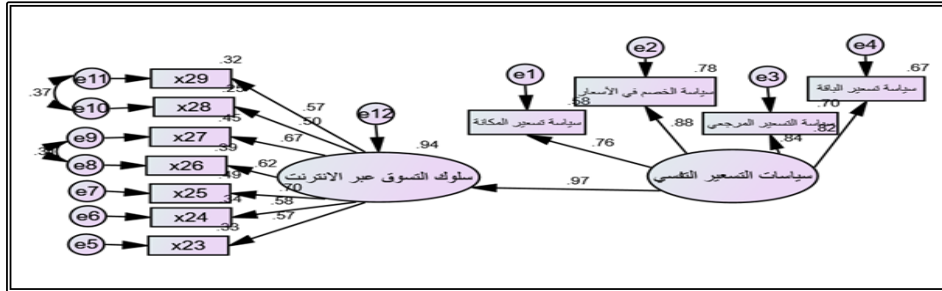 e4
.67
سياسة تسعير الباقة
e2
.78
سياسة الخصم في الأسعار
e3
.70
سياسة التسعير المرجعي
e1
.58
سياسة تسعير المكانة
.82
.84
.88
.76
سياسات التسعير النفسي
.97
e12
.94
سلوك التسوق عبر الانترنت
.32
e11
x29
.57
.37
.25
e10
x28
.50
.45
e9
x27
.67
.39
e8
x26
.62
.49
e7
x25
.70
.34
e6
x24
.58
.33
e5
x23
.57